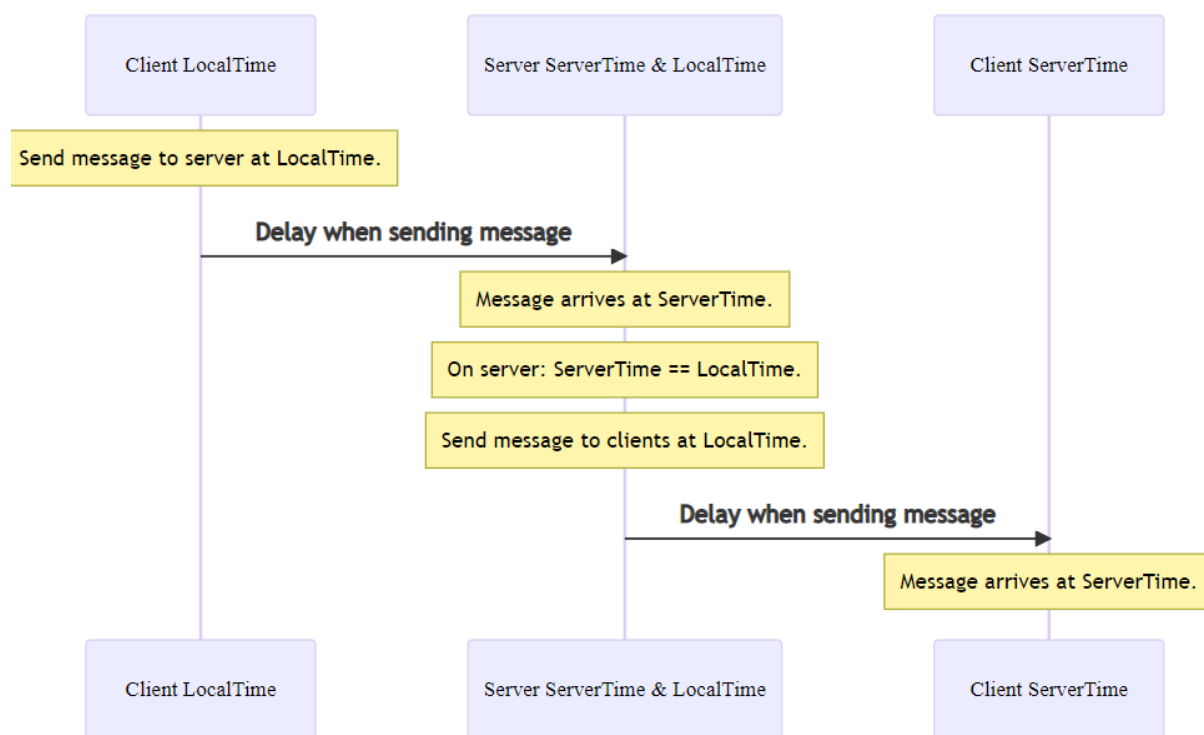 Client LocalTime
Server ServerTime & LocalTime
Client ServerTime
Send message to server at LocalTime.
Delay when sending message
Message arrives at ServerTime.
On server: ServerTime == LocalTime.
Send message to clients at LocalTime.
Delay when sending message
Message arrives at ServerTime.
Client LocalTime
Server ServerTime & LocalTime
Client ServerTime